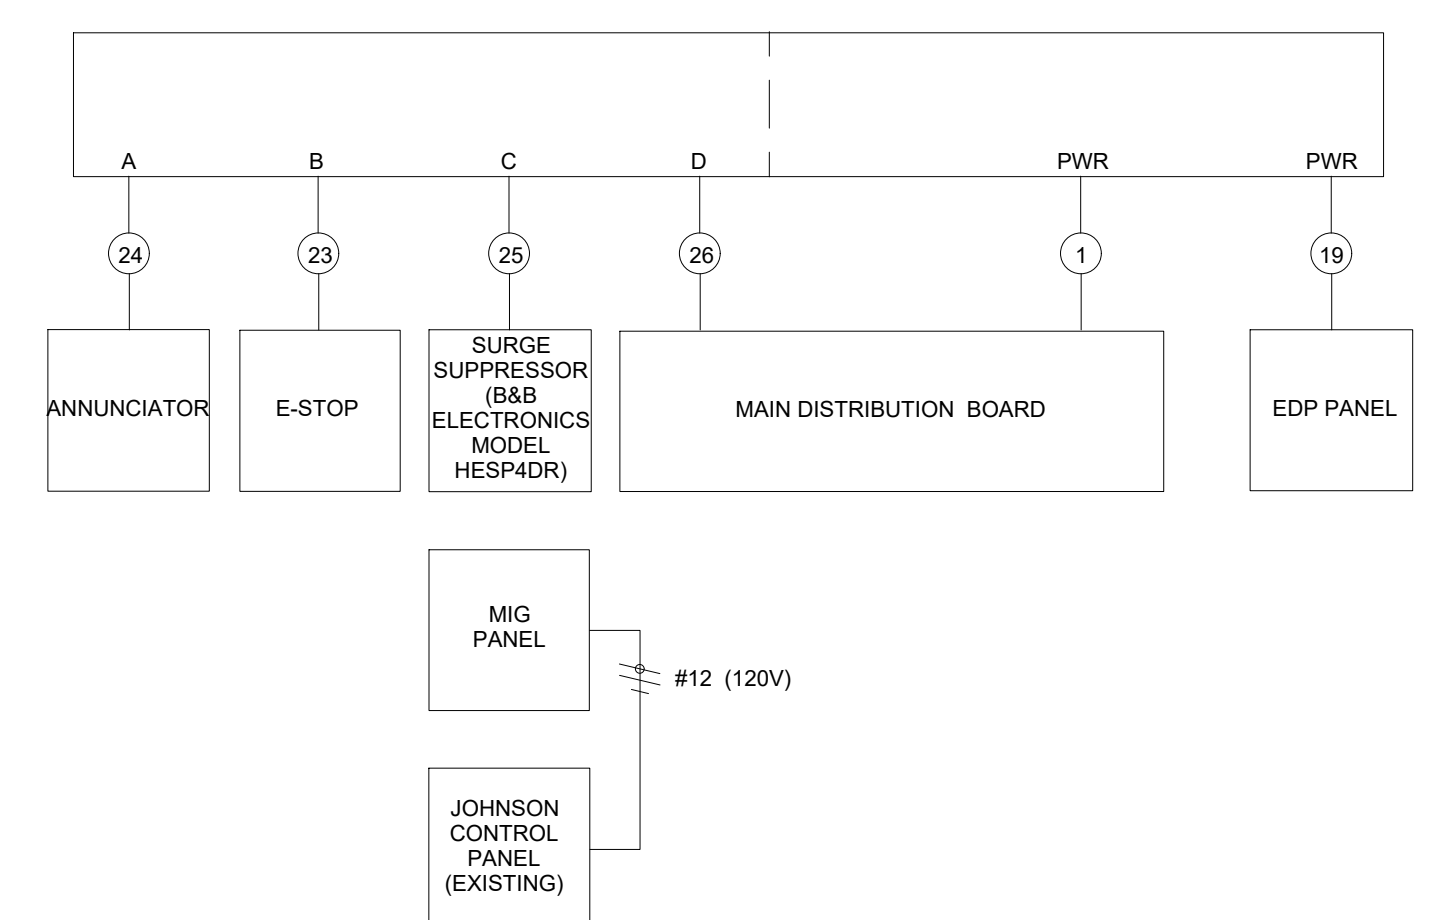 A B C D PWR PWR
24 23 25 26 1 19
ANNUNCIATOR
E-STOP
SURGE
SUPPRESSOR
(B&B
ELECTRONICS
MODEL
HESP4DR)
MAIN DISTRIBUTION BOARD
EDP PANEL
MIG
PANEL
#12 (120V)
JOHNSON
CONTROL
PANEL
(EXISTING)